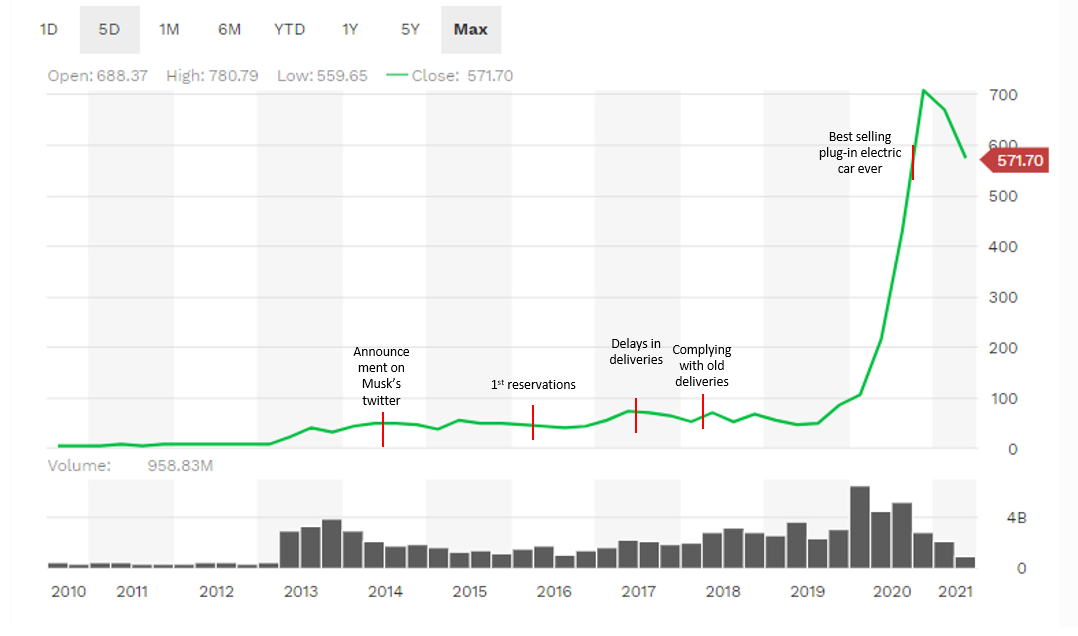 1D 5D 1M 6M YTD 1Y 5Y Max
Open: 688.37 High: 780.79 Low: 559.65 Close: 571.70
700
Best selling
plug-in electric
car ever
600
571.70
500
400
300
200
Delays in
deliveries
Complying
with old
deliveries
Announce
ment on
Musk's
twitter
1st reservations
100
0
Volume: 958.83M
4B
0
2010 2011 2012 2013 2014 2015 2016 2017 2018 2019 2020 2021